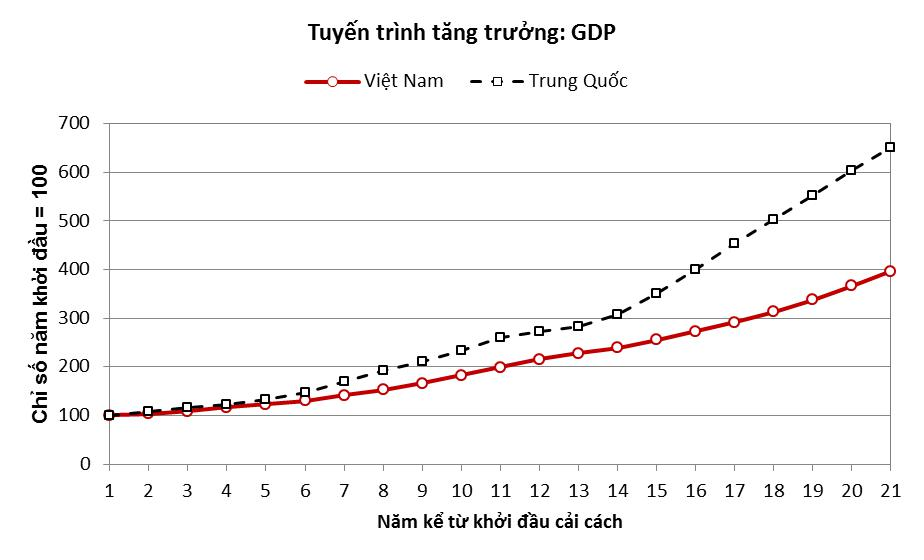 Tuyến trình tăng trưởng: GDP
Việt Nam
Trung Quốc
Chỉ số năm khởi đầu = 100
700
600
500
400
300
200
100
0
1 2 3 4 5 6 7 8 9 10 11 12 13 14 15 16 17 18 19 20 21
Năm kể từ khởi đầu cải cách